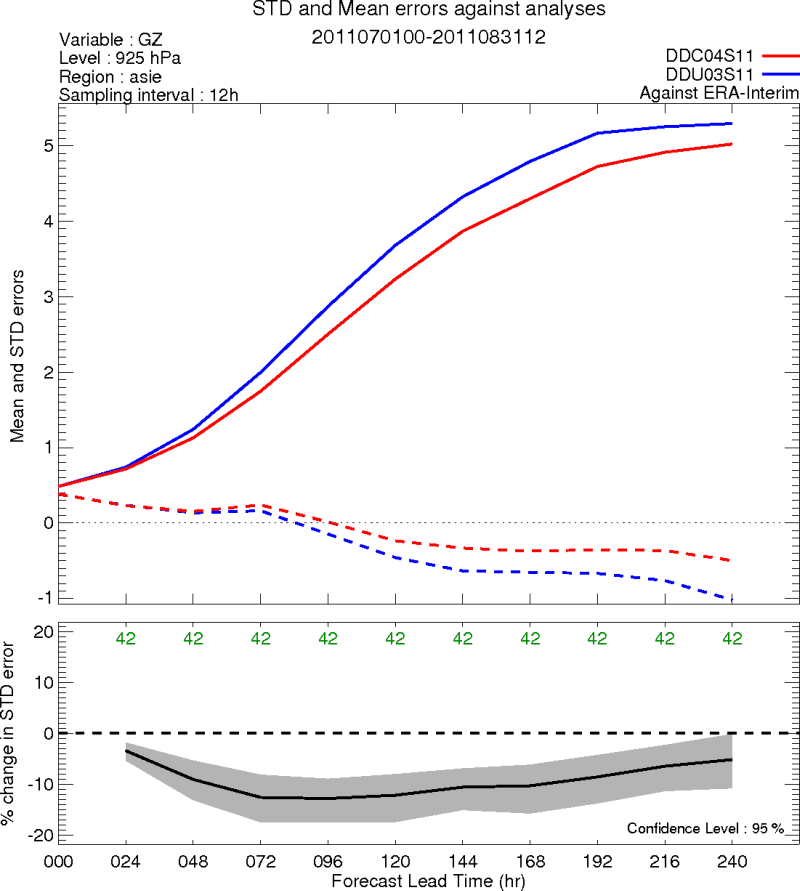 STD and Mean errors against analyses
2011070100-2011083112
Variable : GZ
Level : 925 hPa
Region : asie
Sampling interval : 12h
DDC04S11
DDU03S11
Against ERA-Interim
Mean and STD errors
5
4
3
2
1
0
-1
% change in STD error
20
10
0
-10
-20
42 42 42 42 42 42 42 42 42 42
Confidence Level : 95 %
000 024 048 072 096 120 144 168 192 216 240
Forecast Lead Time (hr)